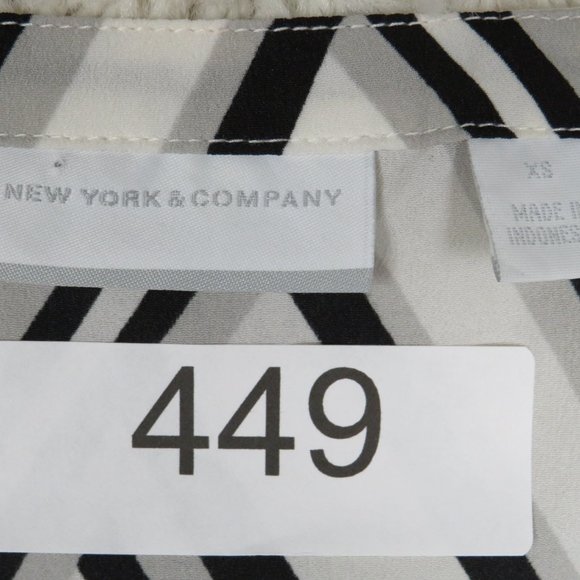 NEW YORK & COMPANY
XS
MADE IN
449